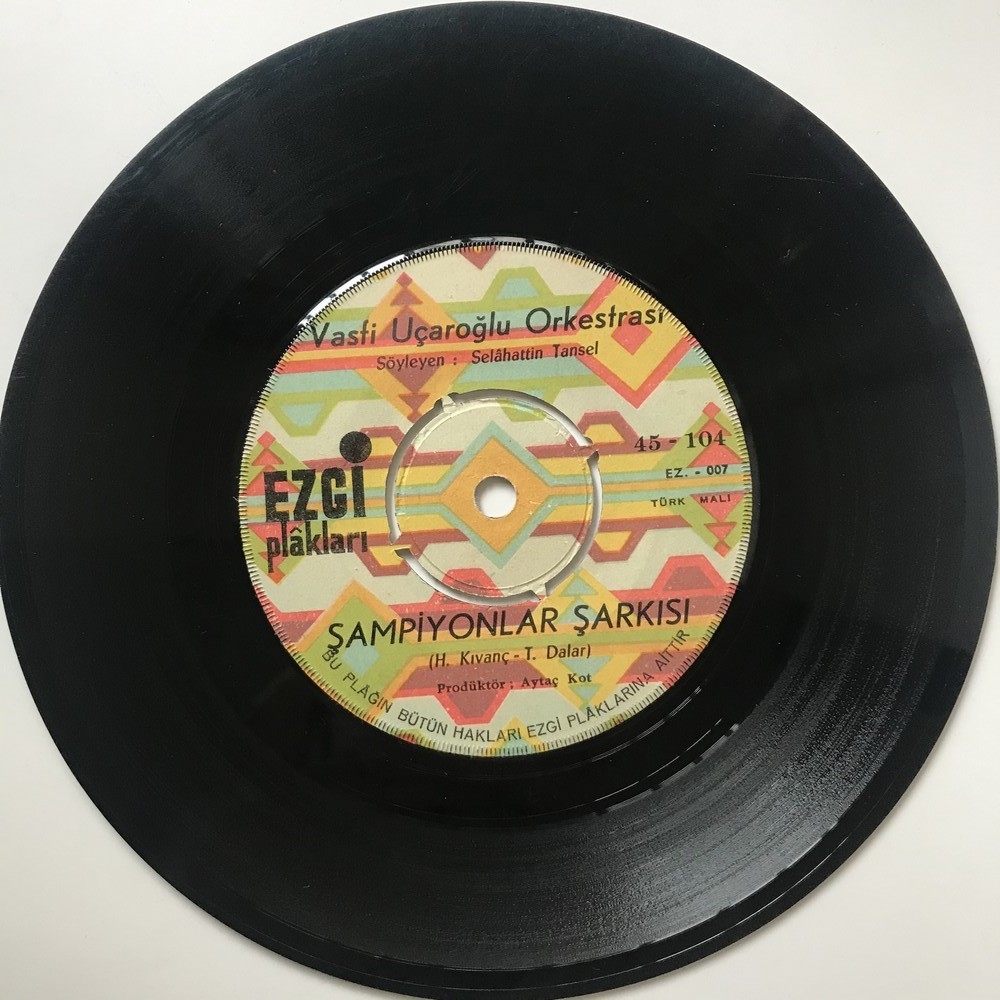 Vasfi Uçaroğlu Orkestrası
Söyleyen : Selâhattin Tansel
45 - 104
EZ. - 007
TÜRK MALI
EZGİ
plâkları
ŞAMPİYONLAR ŞARKISI
(H. Kıvanç - T. Dalar)
Prodüktör : Aytaç Kot
BU PLAĞIN BÜTÜN HAKLARI EZGİ PLAKLARINA AİTTİR